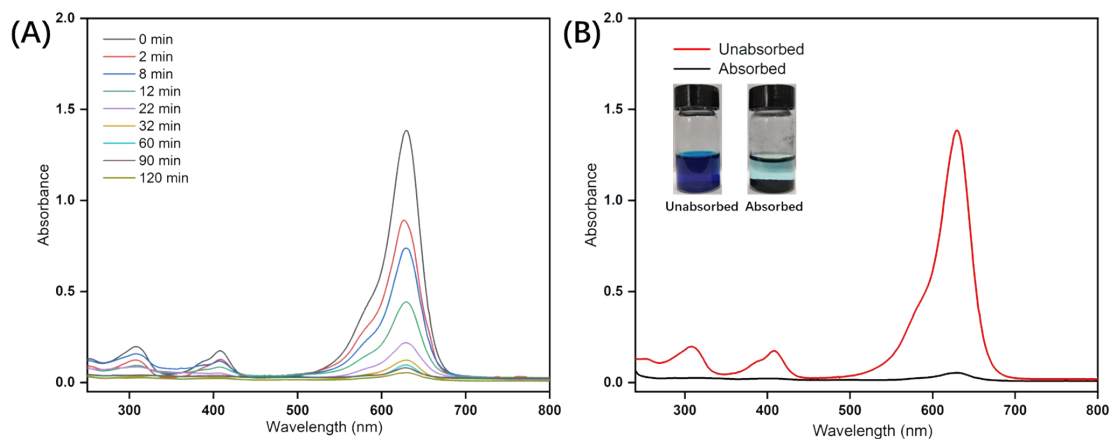 (A)
2.0
1.5
1.0
0.5
0.0
Absorbance
0 min
2 min
8 min
12 min
22 min
32 min
60 min
90 min
120 min
300 400 500 600 700 800
Wavelength (nm)
(B)
2.0
1.5
1.0
0.5
0.0
Absorbance
Unabsorbed
Absorbed
Unabsorbed Absorbed
300 400 500 600 700 800
Wavelength (nm)